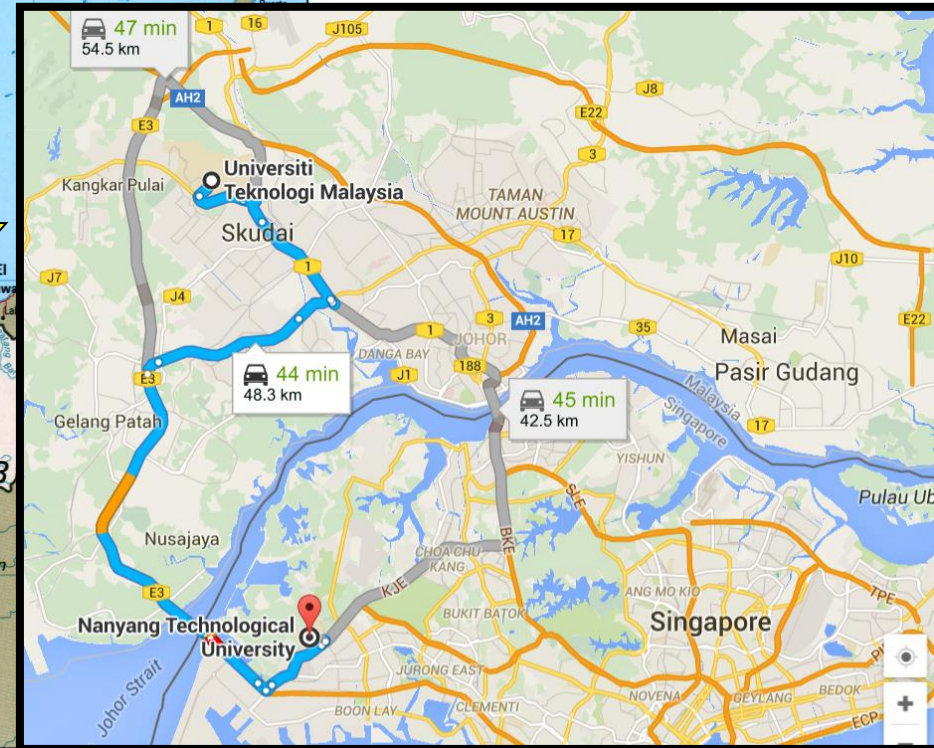 47 min
54.5 km
1
16
J105
AH2
E3
J8
E22
3
Universiti
Teknologi Malaysia
Kangkar Pulai
Skudai
TAMAN
MOUNT AUSTIN
17
J7
J4
1
J10
E22
1
3
AH2
35
JOHOR
Masai
DANGA BAY
188
J1
Pasir Gudang
44 min
48.3 km
E3
45 min
42.5 km
Malaysia
Singapore
17
Gelang Patah
YISHUN
SLE
Pulau Ub
BKE
Nusajaya
CHOA CHU
KANG
KJE
E3
ANG MO KIO
TPE
BUKIT BATOK
Singapore
Nanyang Technological
University
JURONG EAST
Johor Strait
BOON LAY
CLEMENTI
NOVENA
GEYLANG
BEDOK
ECP
+